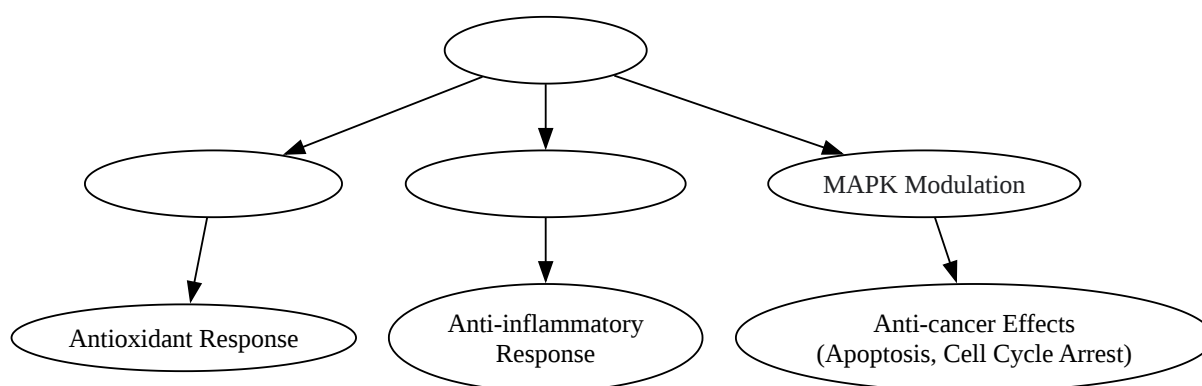 MAPK Modulation
Antioxidant Response
Anti-inflammatory
Response
Anti-cancer Effects
(Apoptosis, Cell Cycle Arrest)